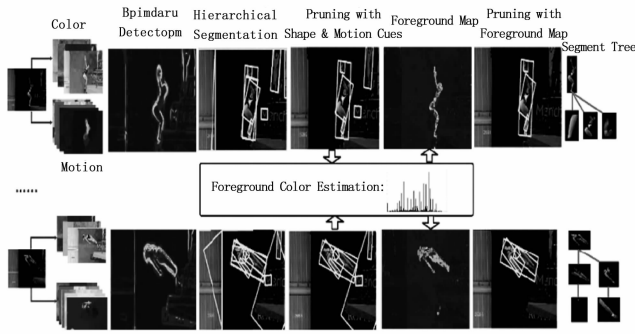 Color
Bpimdaru
Detectopm
Hierarchical
Segmentation
Pruning with
Shape & Motion Cues
Foreground Map
Pruning with
Foreground Map
Segment Tree
Motion
......
Foreground Color Estimation: